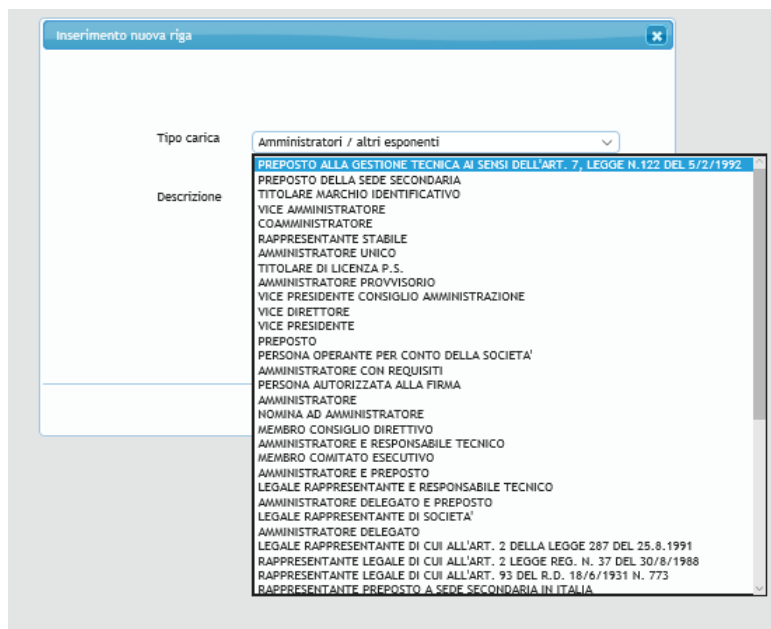 Inserimento nuova riga
Tipo carica
Amministratori / altri esponenti
Descrizione
PREPOSTO ALLA GESTIONE TECNICA AI SENSI DELL'ART. 7, LEGGE N.122 DEL 5/2/1992
PREPOSTO DELLA SEDE SECONDARIA
TITOLARE MARCHIO IDENTIFICATIVO
VICE AMMINISTRATORE
COAMMINISTRATORE
RAPPRESENTANTE STABILE
AMMINISTRATORE UNICO
TITOLARE DI LICENZA P.S.
AMMINISTRATORE PROVVISORIO
VICE PRESIDENTE CONSIGLIO AMMINISTRAZIONE
VICE DIRETTORE
VICE PRESIDENTE
PREPOSTO
PERSONA OPERANTE PER CONTO DELLA SOCIETA'
AMMINISTRATORE CON REQUISITI
PERSONA AUTORIZZATA ALLA FIRMA
AMMINISTRATORE
NOMINA AD AMMINISTRATORE
MEMBRO CONSIGLIO DIRETTIVO
AMMINISTRATORE E RESPONSABILE TECNICO
MEMBRO COMITATO ESECUTIVO
AMMINISTRATORE E PREPOSTO
LEGALE RAPPRESENTANTE E RESPONSABILE TECNICO
AMMINISTRATORE DELEGATO E PREPOSTO
LEGALE RAPPRESENTANTE DI SOCIETA'
AMMINISTRATORE DELEGATO
LEGALE RAPPRESENTANTE DI CUI ALL'ART. 2 DELLA LEGGE 287 DEL 25.8.1991
RAPPRESENTANTE LEGALE DI CUI ALL'ART. 2 LEGGE REG. N. 37 DEL 30/8/1988
RAPPRESENTANTE LEGALE DI CUI ALL'ART. 93 DEL R.D. 18/6/1931 N. 773
RAPPRESENTANTE PREPOSTO A SEDE SECONDARIA IN ITALIA